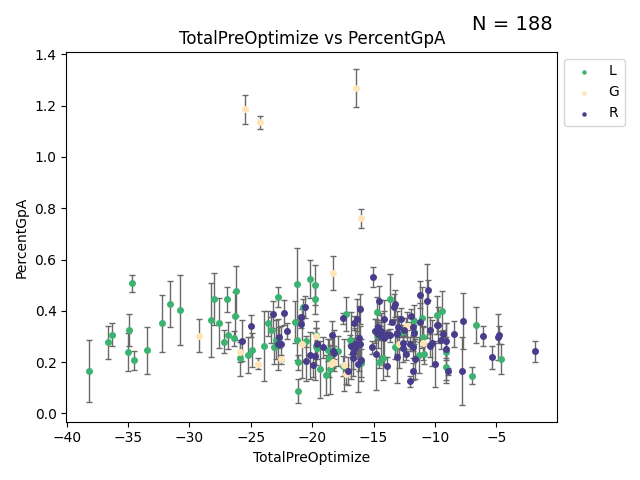 N = 188
TotalPreOptimize vs PercentGpA
1.4
1.2
1.0
0.8
0.6
0.4
0.2
0.0
PercentGpA
−40 −35 −30 −25 −20 −15 −10 −5
TotalPreOptimize
L
G
R